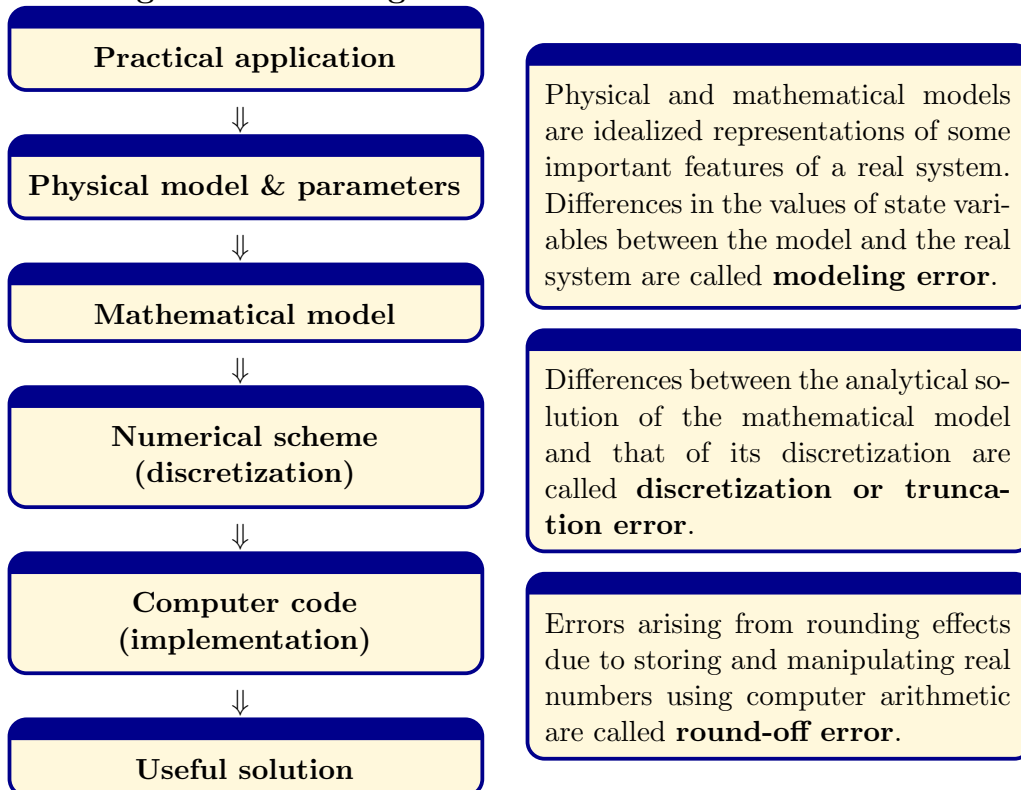 Practical application
⇓
Physical model & parameters
⇓
Mathematical model
⇓
Numerical scheme
(discretization)
⇓
Computer code
(implementation)
⇓
Useful solution
Physical and mathematical models
are idealized representations of some
important features of a real system.
Differences in the values of state vari-
ables between the model and the real
system are called modeling error.
Differences between the analytical so-
lution of the mathematical model
and that of its discretization are
called discretization or trunca-
tion error.
Errors arising from rounding effects
due to storing and manipulating real
numbers using computer arithmetic
are called round-off error.